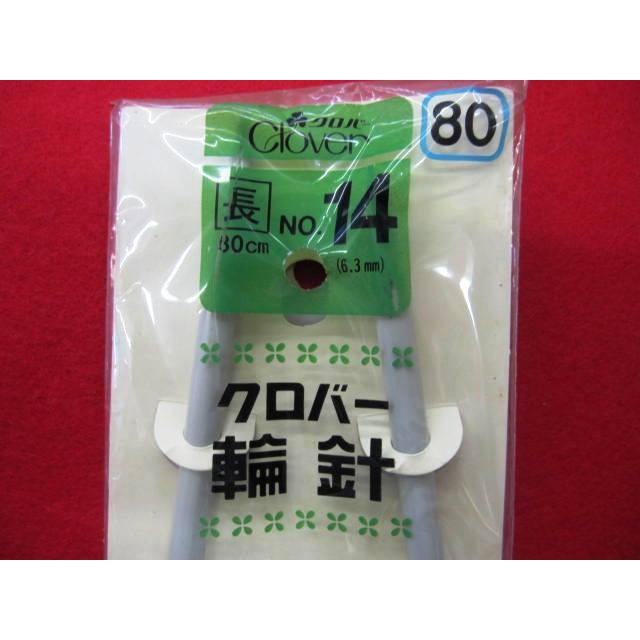 クロバー
Clover
80
長
NO. 14
80cm
(6.3mm)
クロバー
輪針